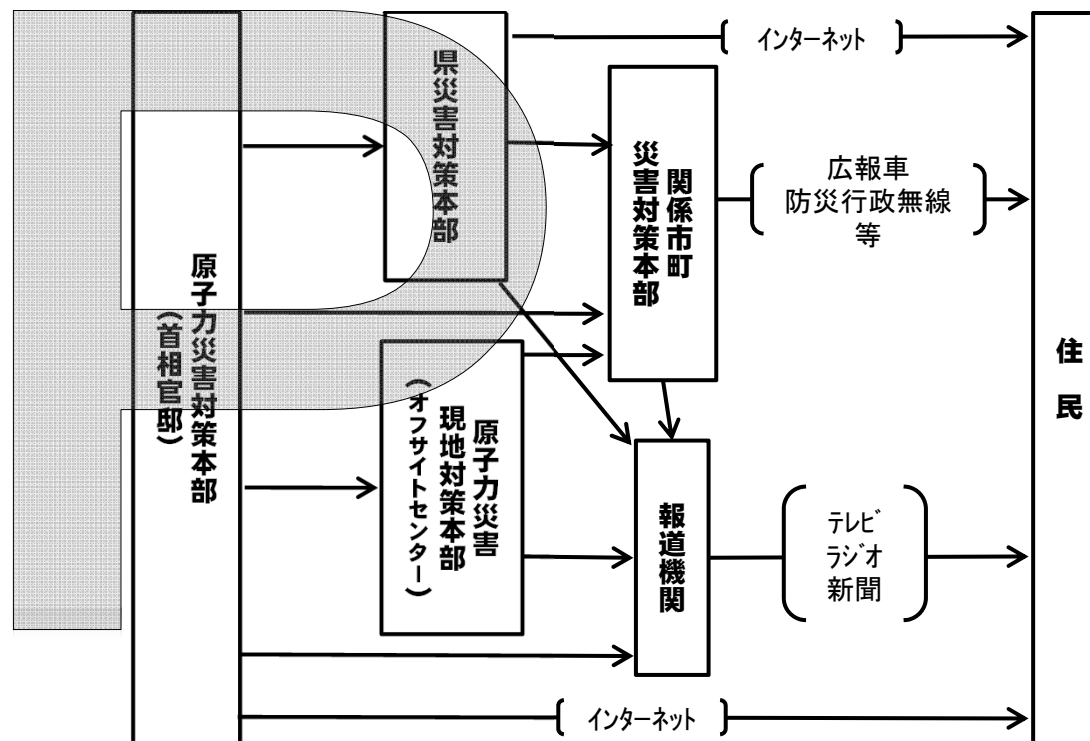 原子力災害対策本部
（首相官邸）
県災害対策本部
原子力災害
現地対策本部
（オフサイトセンター）
関係市町
災害対策本部
報道機関
インターネット
広報車
防災行政無線
等
テレビ
ラジオ
新聞
インターネット
住民